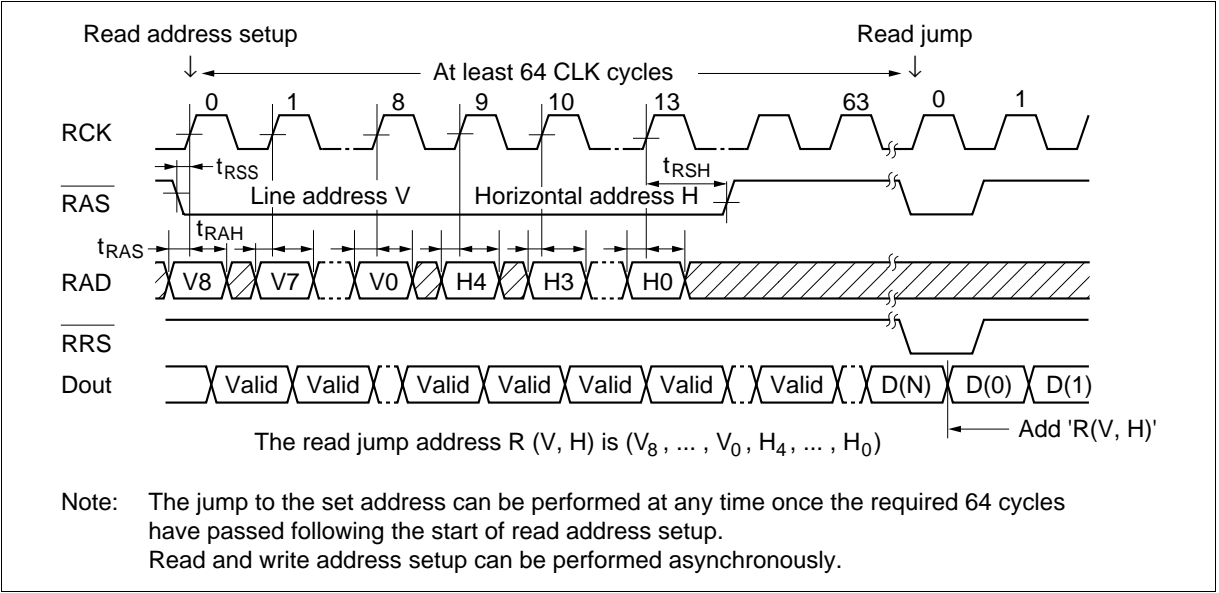 Read address setup Read jump
At least 64 CLK cycles
0 1 8 9 10 13 63 0 1
RCK
tRSS tRSH
RAS Line address V Horizontal address H
tRAS tRAH
RAD V8 V7 V0 H4 H3 H0
RRS
Dout Valid Valid Valid Valid Valid Valid Valid D(N) D(0) D(1)
Add 'R(V, H)'
The read jump address R (V, H) is (V8 , ... , V0 , H4 , ... , H0)
Note: The jump to the set address can be performed at any time once the required 64 cycles
have passed following the start of read address setup.
Read and write address setup can be performed asynchronously.